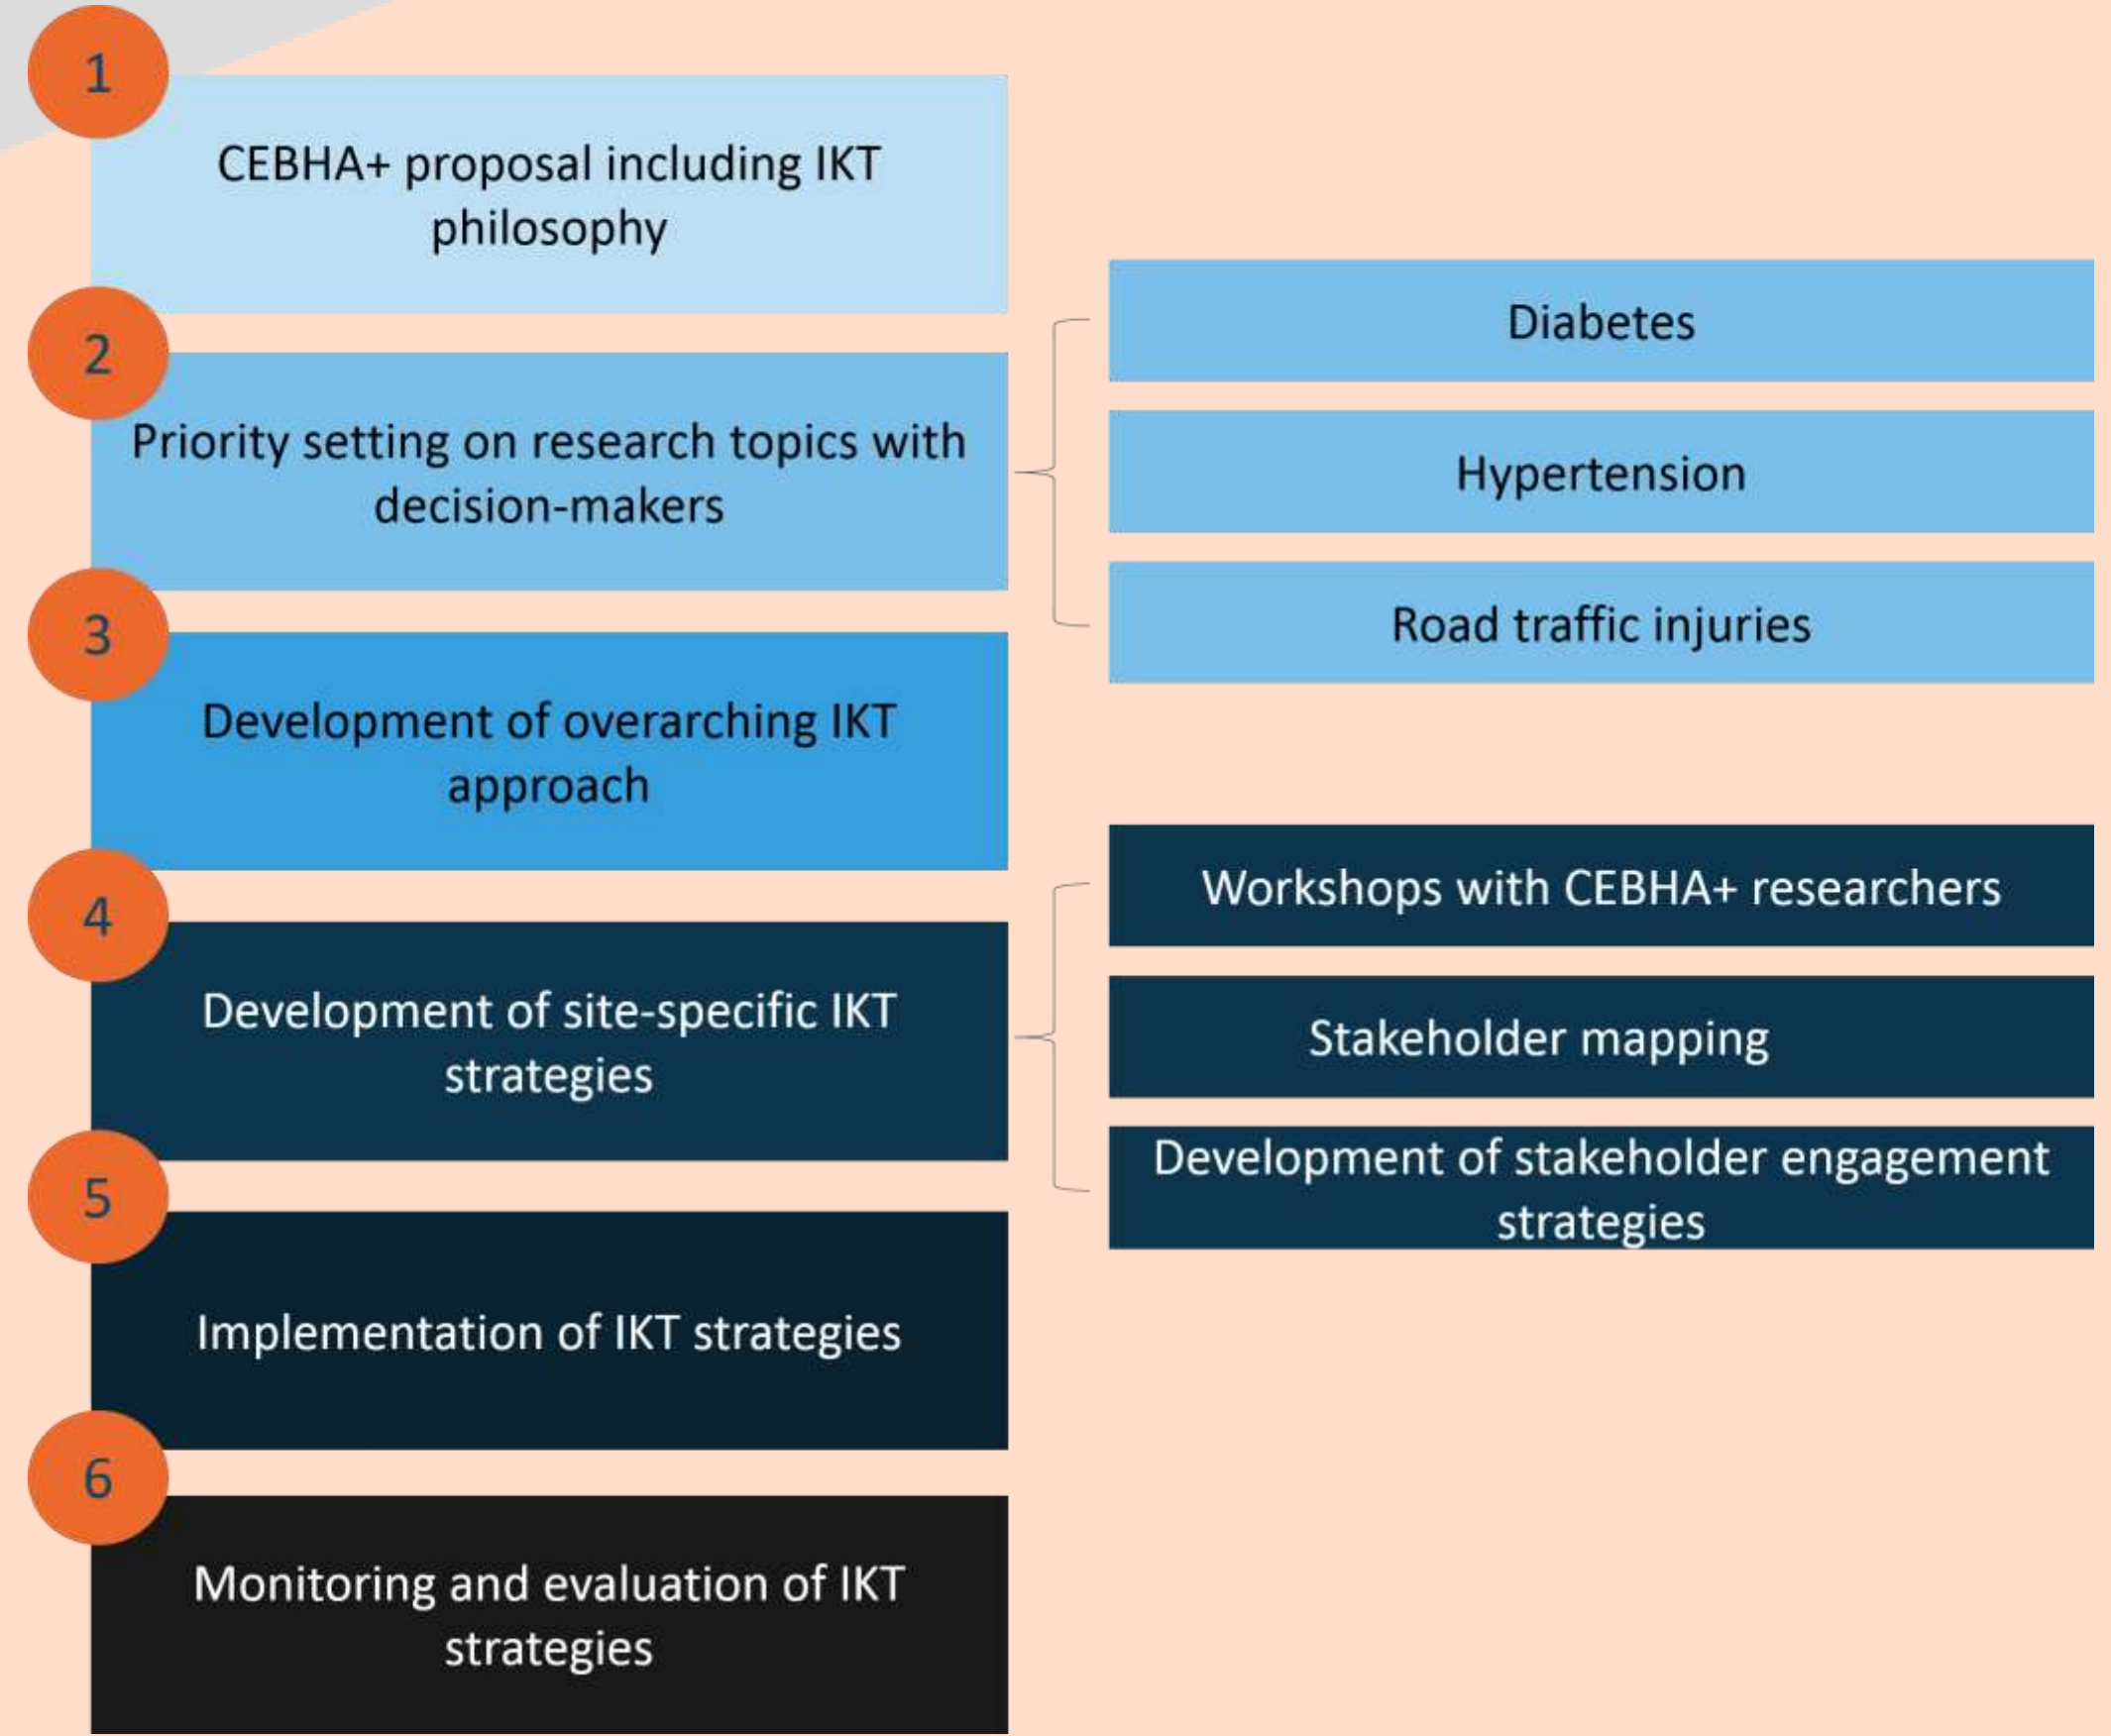 1
CEBHA+ proposal including IKT
philosophy
2
Priority setting on research topics with
decision-makers
Diabetes
Hypertension
Road traffic injuries
3
Development of overarching IKT
approach
4
Development of site-specific IKT
strategies
Workshops with CEBHA+ researchers
Stakeholder mapping
Development of stakeholder engagement
strategies
5
Implementation of IKT strategies
6
Monitoring and evaluation of IKT
strategies